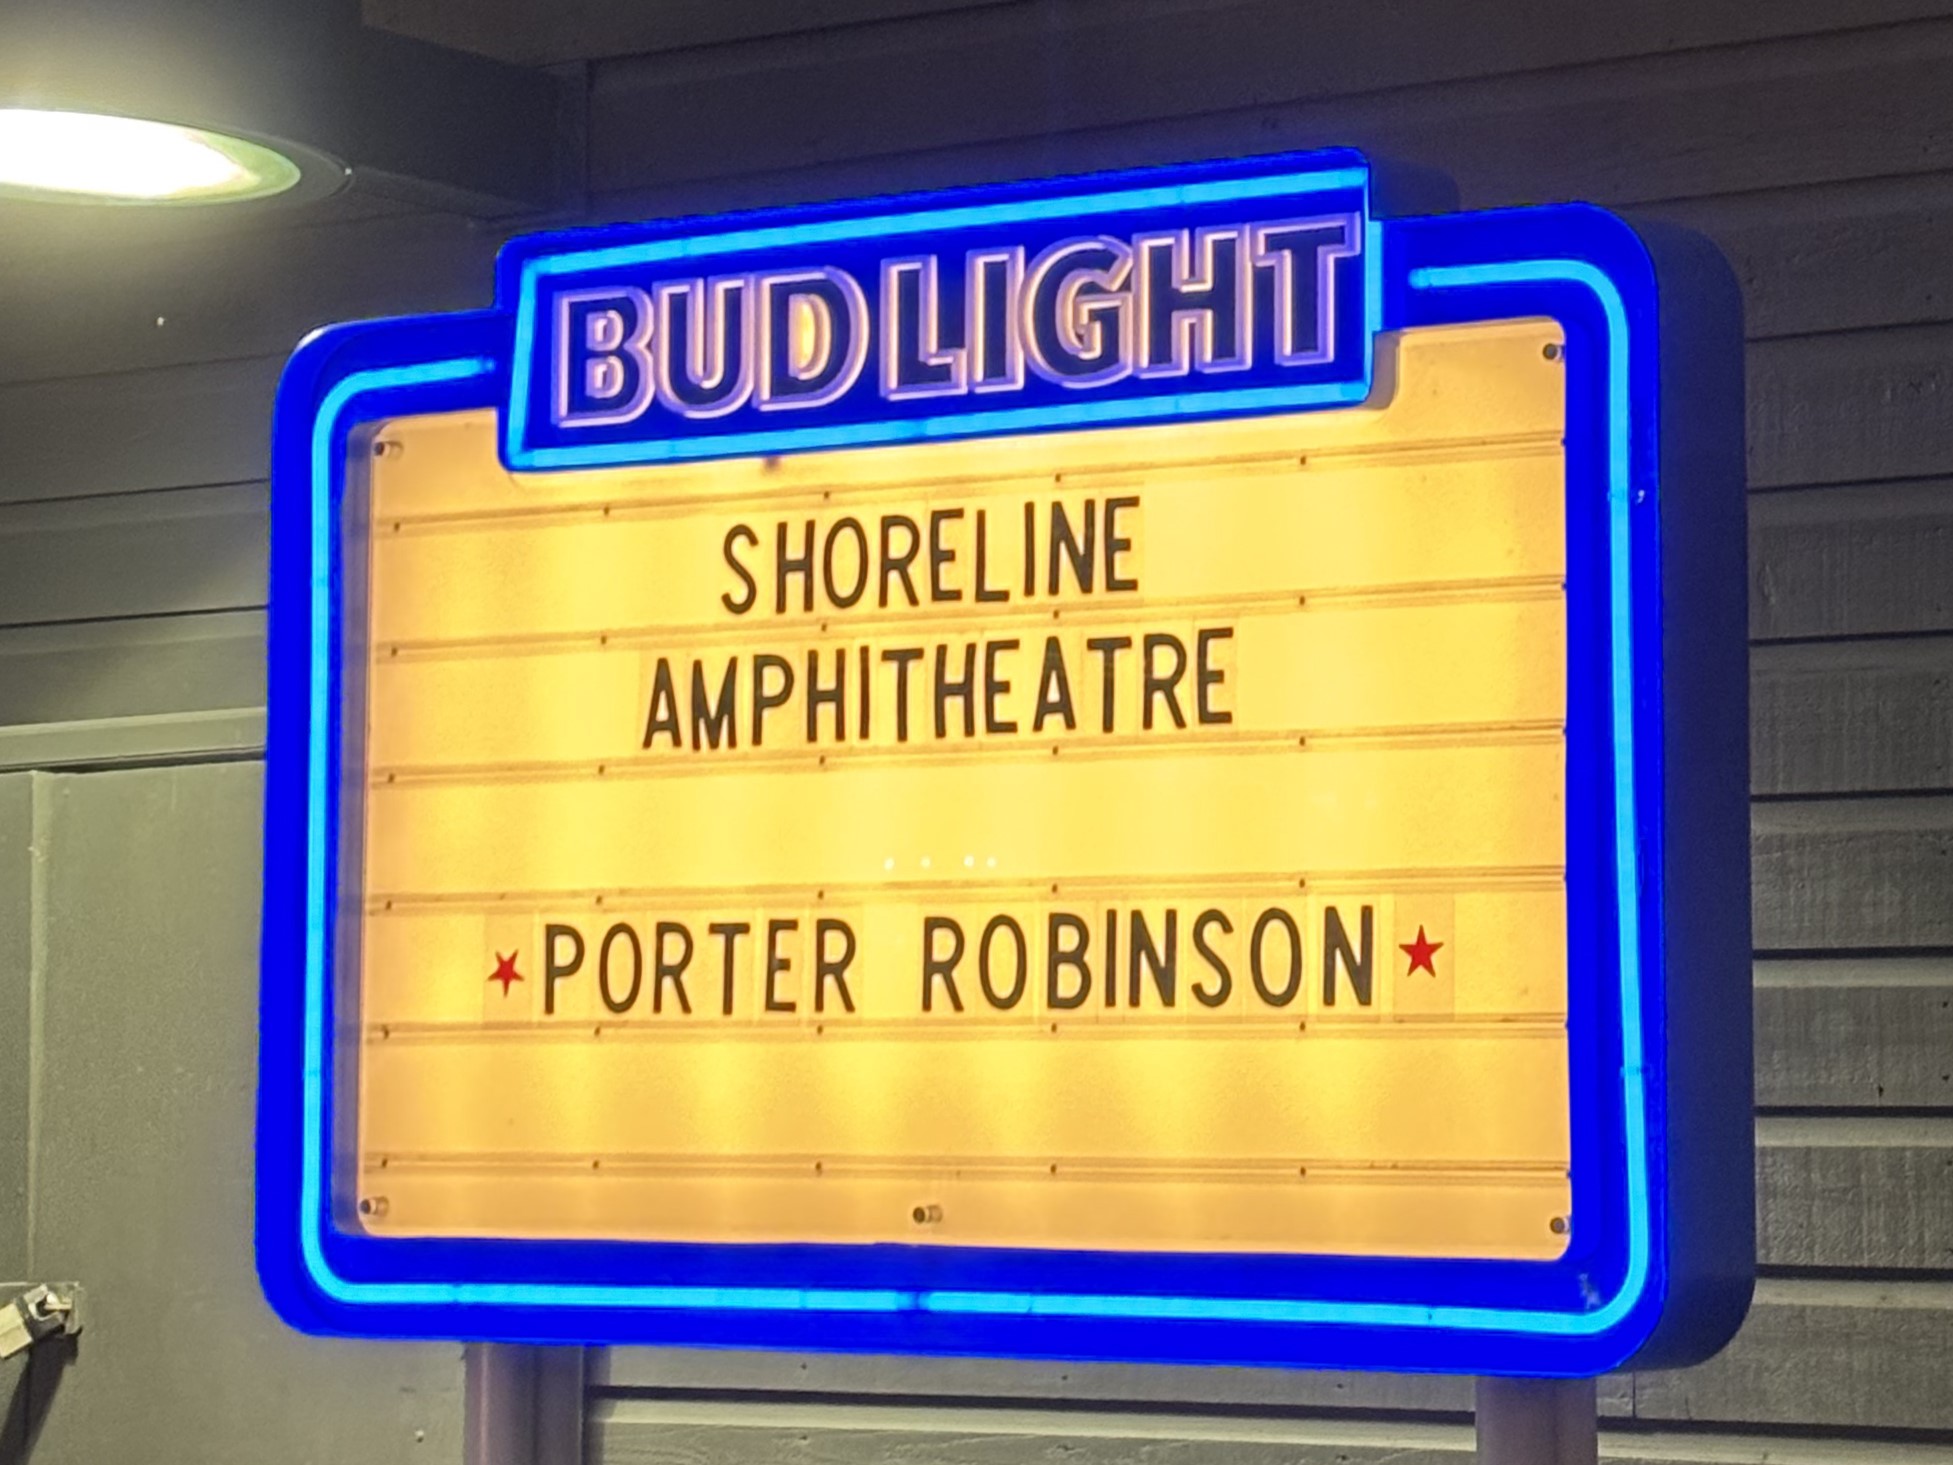 BUD LIGHT
SHORELINE
AMPHITHEATRE
★PORTER ROBINSON★